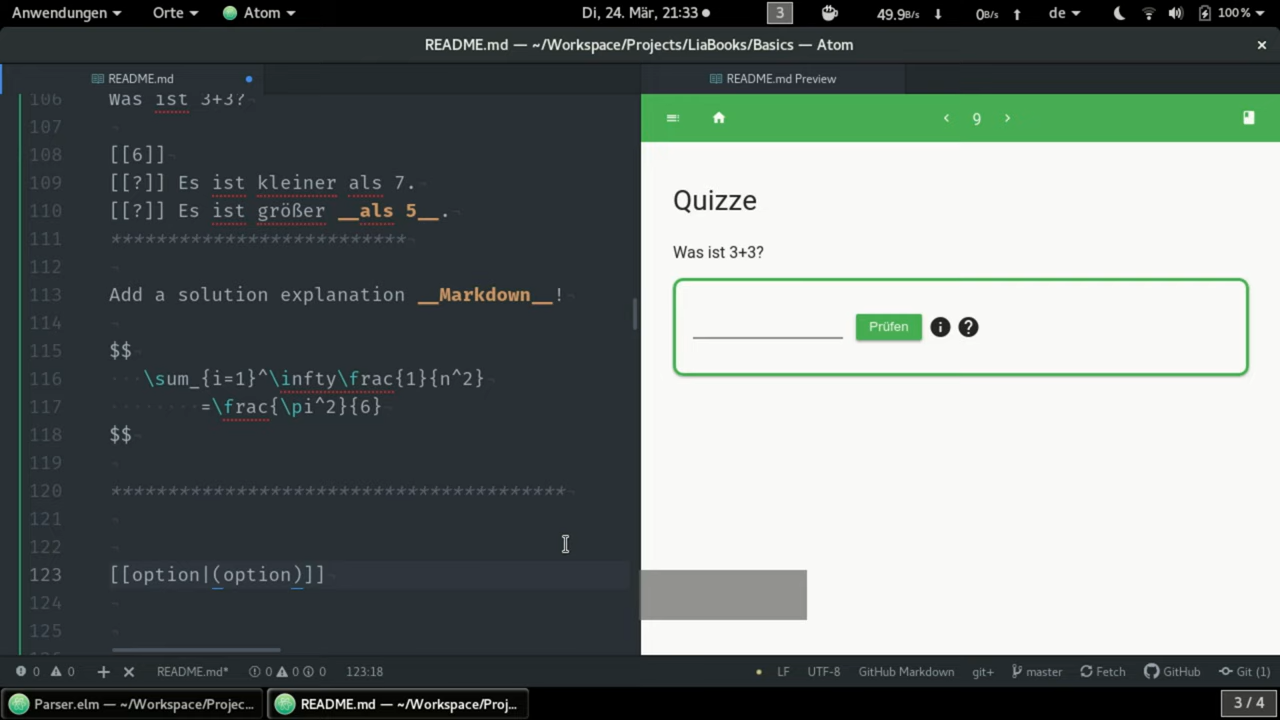 Anwendungen Orte Atom Di, 24. Mär, 21:33 3 49.9B/s 0B/s de 100%
README.md — ~/Workspace/Projects/LiaBooks/Basics — Atom
README.md README.md Preview
106 Was ist 3+3?
107
108 [[6]]
109 [[?]] Es ist kleiner als 7.
110 [[?]] Es ist größer __als 5__.
111 **************************
112
113 Add a solution explanation __Markdown__!
114
115 $$
116 \sum_{i=1}^\infty\frac{1}{n^2}
117 =\frac{\pi^2}{6}
118 $$
119
120 ****************************************
121
122
123 [[option|(option)]]
124
125
9
Quizze
Was ist 3+3?
Prüfen
0 0 README.md* 0 0 0 123:18 LF UTF-8 GitHub Markdown git+ master Fetch GitHub Git (1)
Parser.elm — ~/Workspace/Projec... README.md — ~/Workspace/Proj... 3 / 4